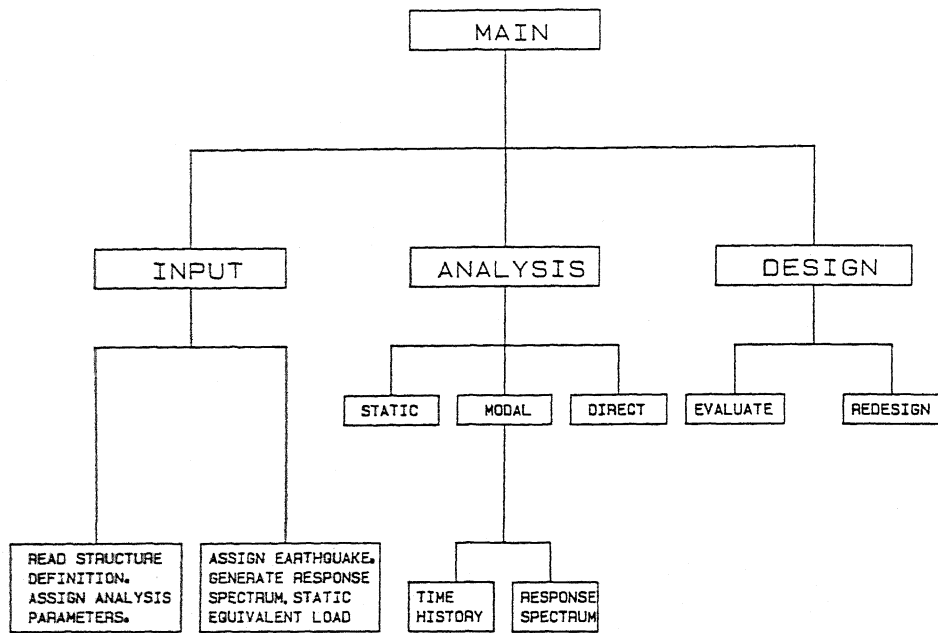 MAIN
INPUT
ANALYSIS
DESIGN
STATIC
MODAL
DIRECT
EVALUATE
REDESIGN
READ STRUCTURE
DEFINITION.
ASSIGN ANALYSIS
PARAMETERS.
ASSIGN EARTHQUAKE.
GENERATE RESPONSE
SPECTRUM, STATIC
EQUIVALENT LOAD
TIME
HISTORY
RESPONSE
SPECTRUM